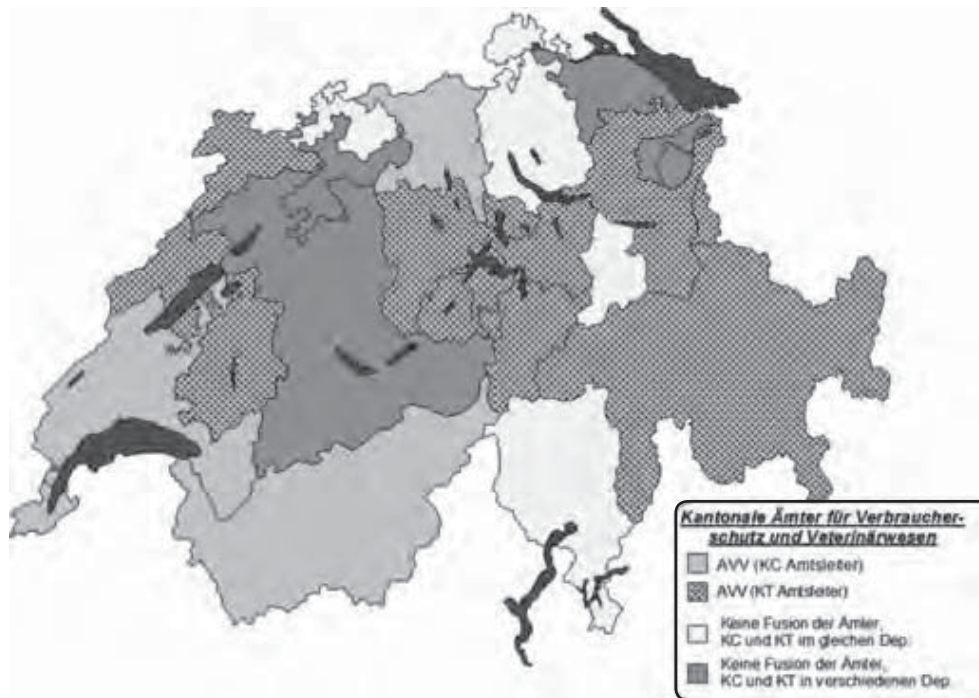 Kantonale Ämter für Verbraucher-
schutz und Veterinärwesen
AVV (KC Amtsleiter)
AVV (KT Amtsleiter)
Keine Fusion der Ämter,
KC und KT im gleichen Dep.
Keine Fusion der Ämter,
KC und KT in verschiedenen Dep.